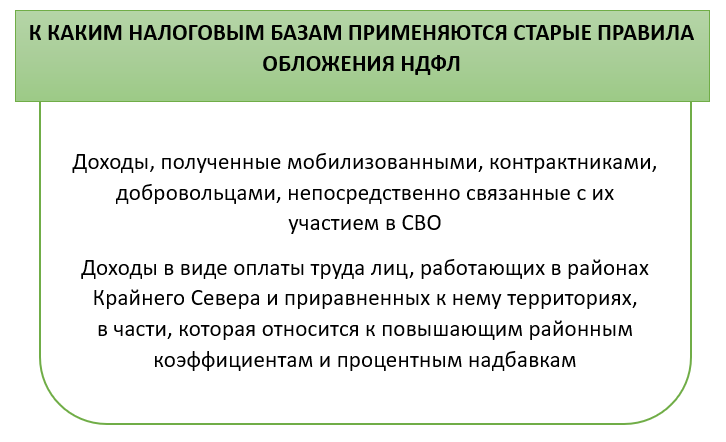 К КАКИМ НАЛОГОВЫМ БАЗАМ ПРИМЕНЯЮТСЯ СТАРЫЕ ПРАВИЛА
ОБЛОЖЕНИЯ НДФЛ
Доходы, полученные мобилизованными, контрактниками,
добровольцами, непосредственно связанные с их
участием в СВО
Доходы в виде оплаты труда лиц, работающих в районах
Крайнего Севера и приравненных к нему территориях,
в части, которая относится к повышающим районным
коэффициентам и процентным надбавкам